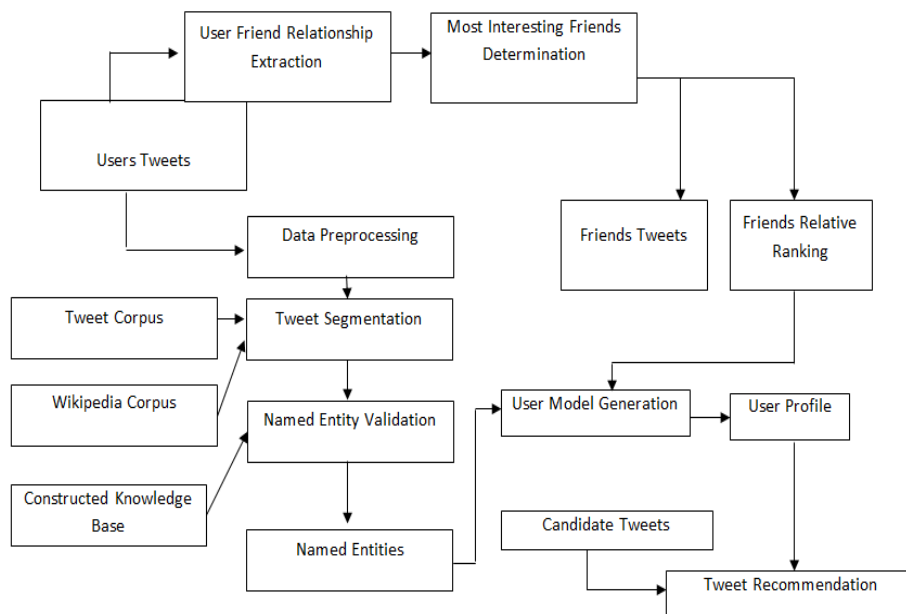 User Friend Relationship
Extraction
Most Interesting Friends
Determination
Users Tweets
Data Preprocessing
Friends Tweets
Friends Relative
Ranking
Tweet Corpus
Tweet Segmentation
Wikipedia Corpus
Named Entity Validation
User Model Generation
User Profile
Constructed Knowledge
Base
Named Entities
Candidate Tweets
Tweet Recommendation